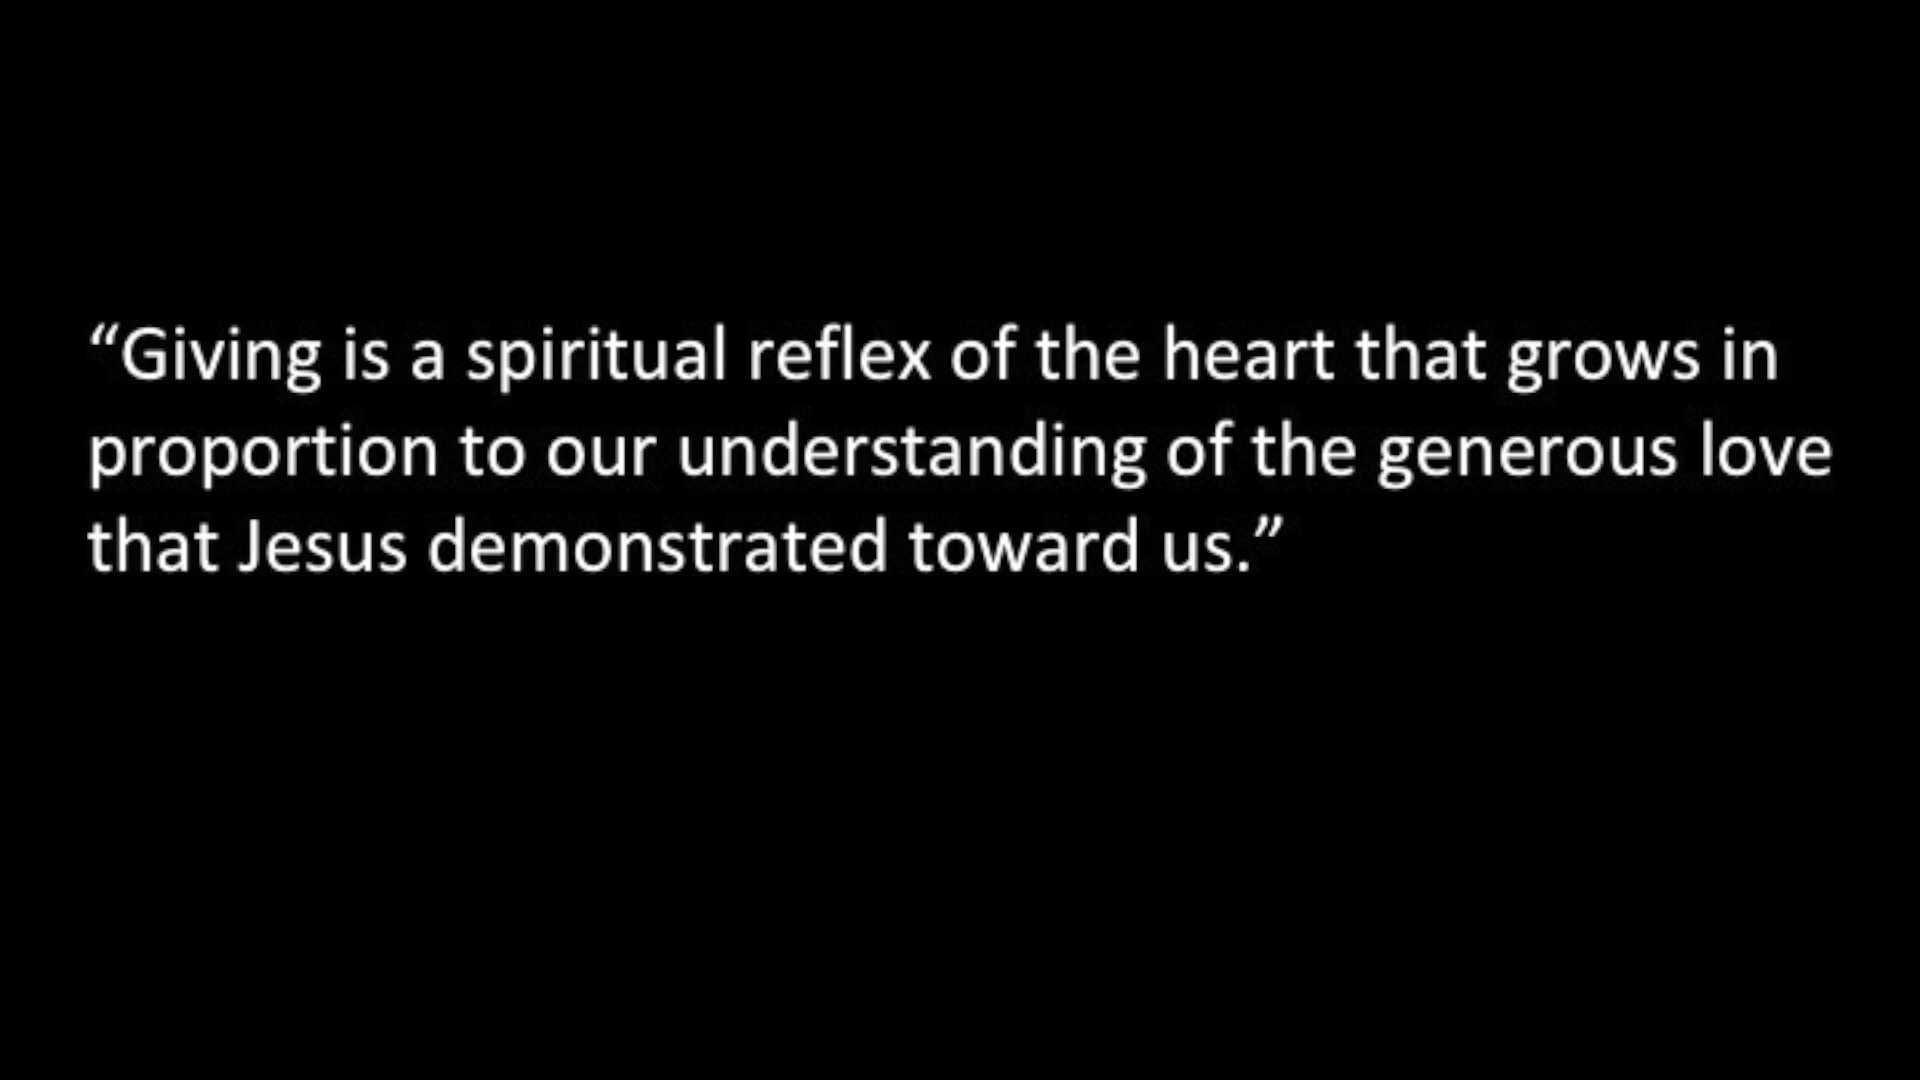 “Giving is a spiritual reflex of the heart that grows in
proportion to our understanding of the generous love
that Jesus demonstrated toward us.”